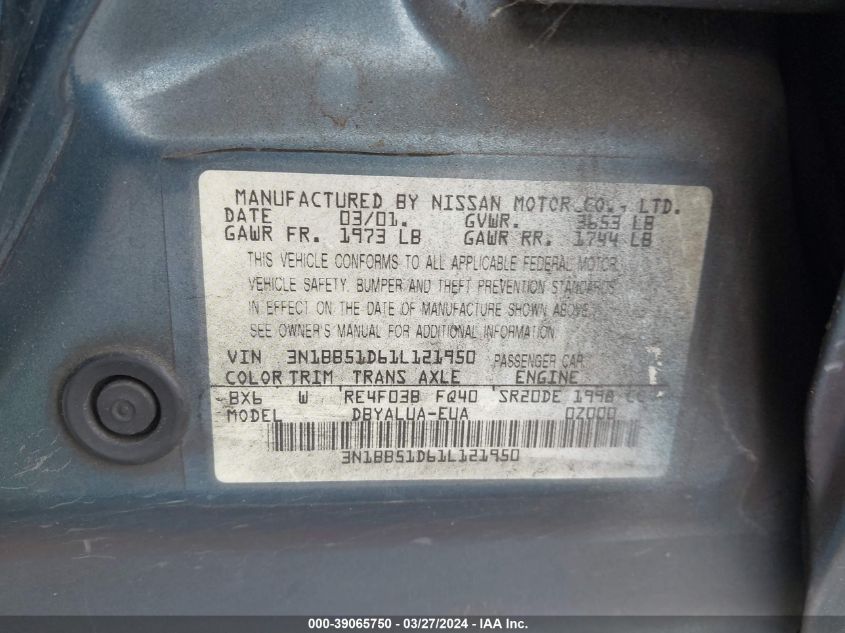 MANUFACTURED BY NISSAN MOTOR CO., LTD.
DATE 03/01. GVWR. 3653 LB
GAWR FR. 1973 LB GAWR RR. 1744 LB
THIS VEHICLE CONFORMS TO ALL APPLICABLE FEDERAL MOTOR
VEHICLE SAFETY, BUMPER AND THEFT PREVENTION STANDARDS
IN EFFECT ON THE DATE OF MANUFACTURE SHOWN ABOVE.
SEE OWNER'S MANUAL FOR ADDITIONAL INFORMATION.
VIN 3N1BB51D61L121950 PASSENGER CAR
COLOR TRIM TRANS AXLE ENGINE
BX6 W RE4F03B FQ40 SR20DE 1998 CC
MODEL DBYALUA-EUA 0Z000
3N1BB51D61L121950
000-39065750 — 03/27/2024 — IAA Inc.